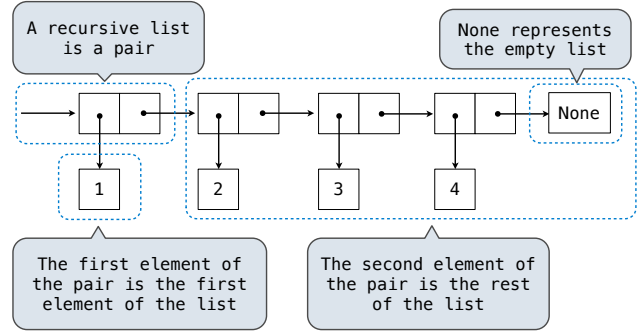 A recursive list
is a pair
None represents
the empty list
None
1
2
3
4
The first element of
the pair is the first
element of the list
The second element of
the pair is the rest
of the list